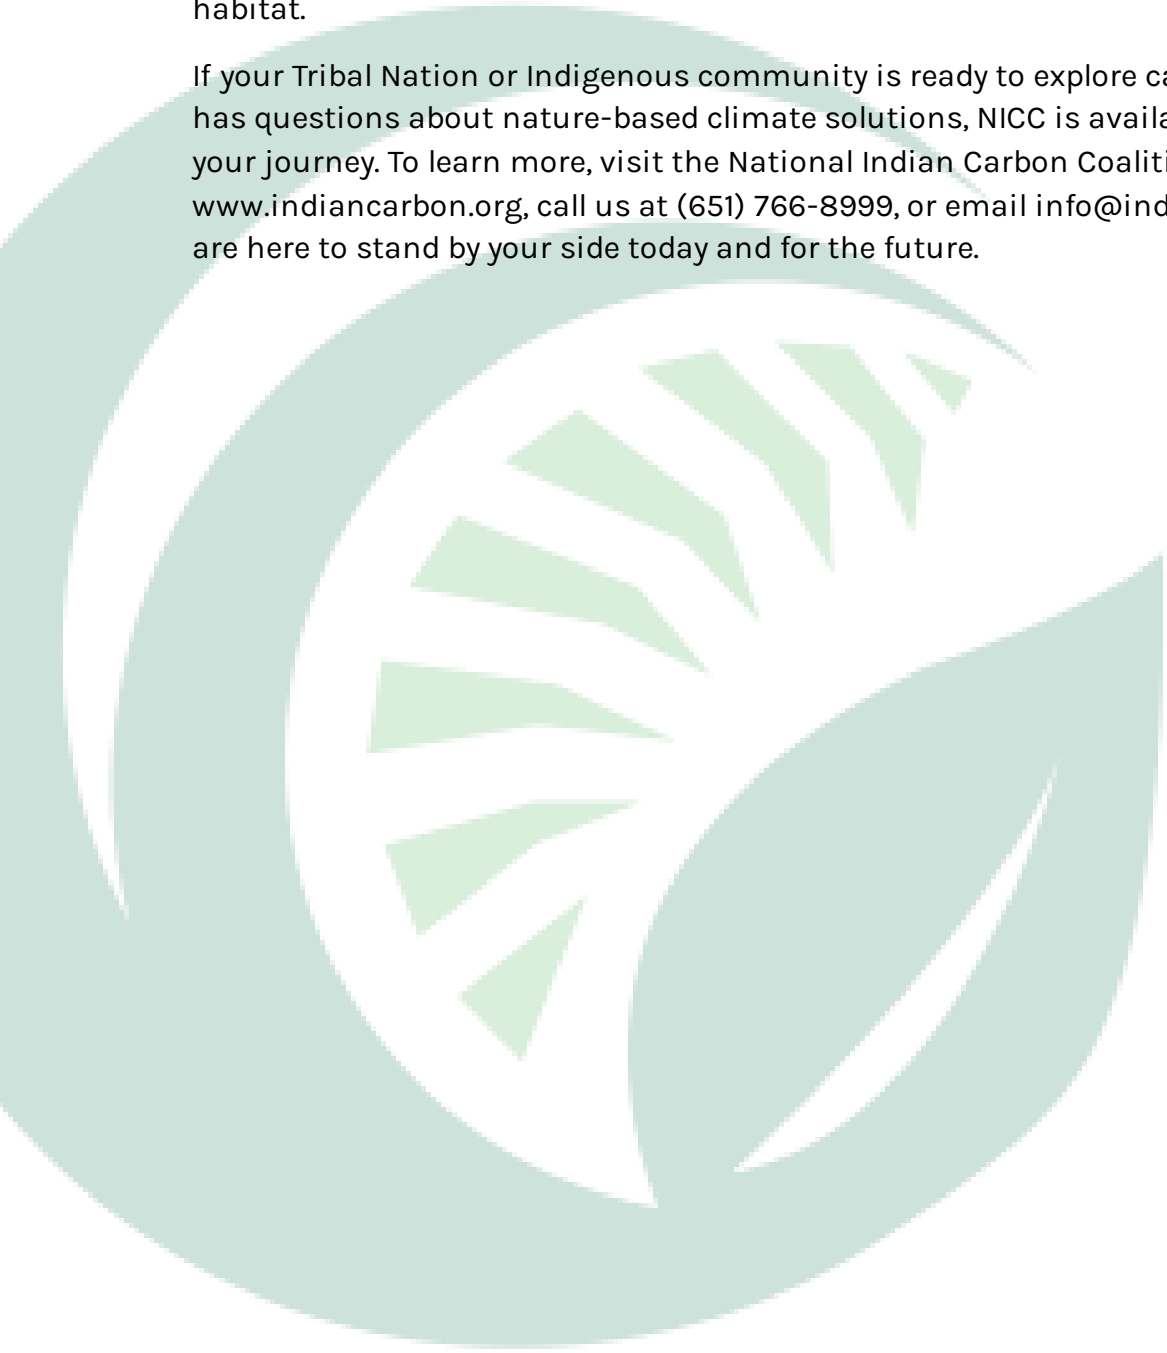 habitat.
If your Tribal Nation or Indigenous community is ready to explore ca
has questions about nature-based climate solutions, NICC is availa
your journey. To learn more, visit the National Indian Carbon Coaliti
www.indiancarbon.org, call us at (651) 766-8999, or email info@ind
are here to stand by your side today and for the future.